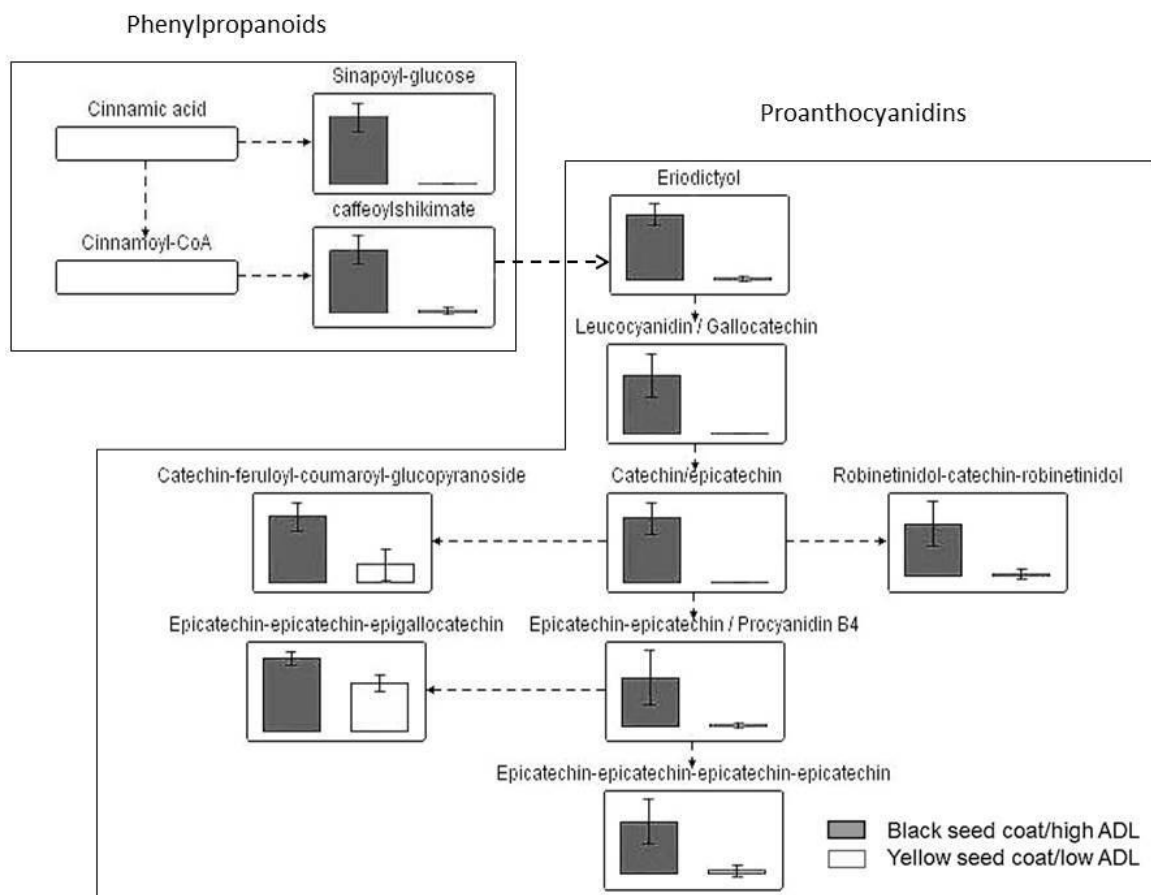 Phenylpropanoids
Sinapoyl-glucose
Cinnamic acid
Proanthocyanidins
Eriodictyol
caffeoylshikimate
Cinnamoyl-CoA
Leucocyanidin / Gallocatechin
Catechin-feruloyl-coumaroyl-glucopyranoside
Catechin/epicatechin
Robinetinidol-catechin-robinetinidol
Epicatechin-epicatechin-epigallocatechin
Epicatechin-epicatechin / Procyanidin B4
Epicatechin-epicatechin-epicatechin-epicatechin
Black seed coat/high ADL
Yellow seed coat/low ADL